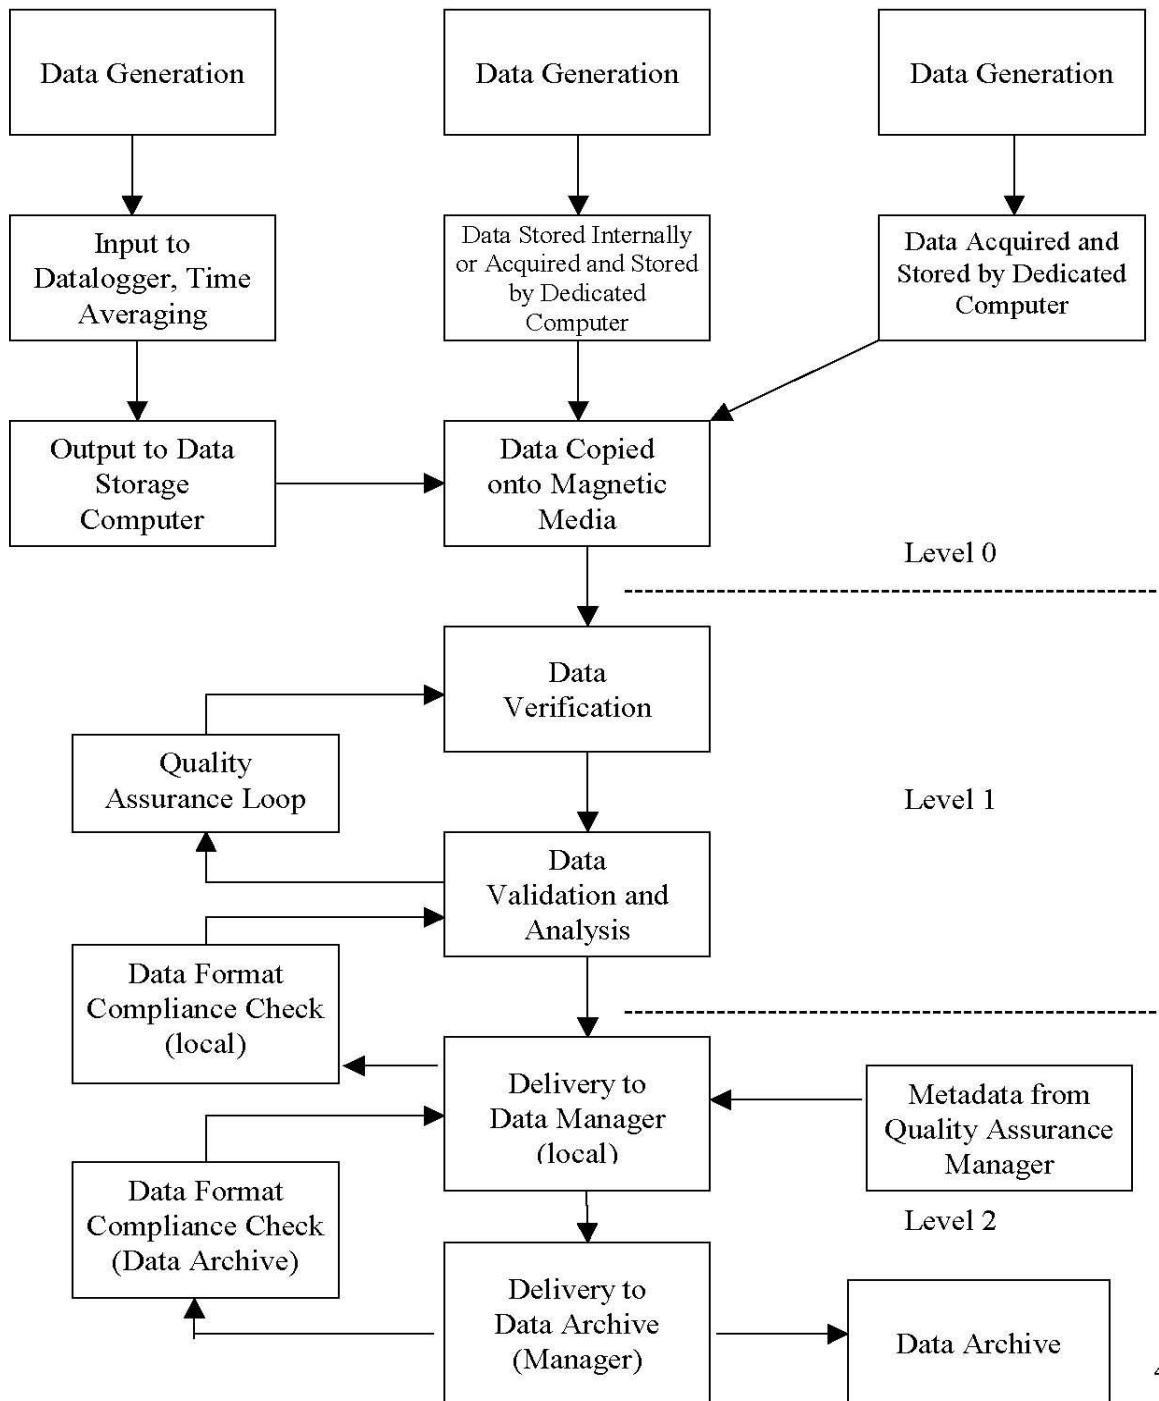 Data Generation
Data Generation
Data Generation
Input to
Datalogger, Time
Averaging
Data Stored Internally
or Acquired and Stored
by Dedicated
Computer
Data Acquired and
Stored by Dedicated
Computer
Output to Data
Storage
Computer
Data Copied
onto Magnetic
Media
Level 0
Data
Verification
Quality
Assurance Loop
Level 1
Data
Validation and
Analysis
Data Format
Compliance Check
(local)
Delivery to
Data Manager
(local)
Metadata from
Quality Assurance
Manager
Data Format
Compliance Check
(Data Archive)
Level 2
Delivery to
Data Archive
(Manager)
Data Archive
4